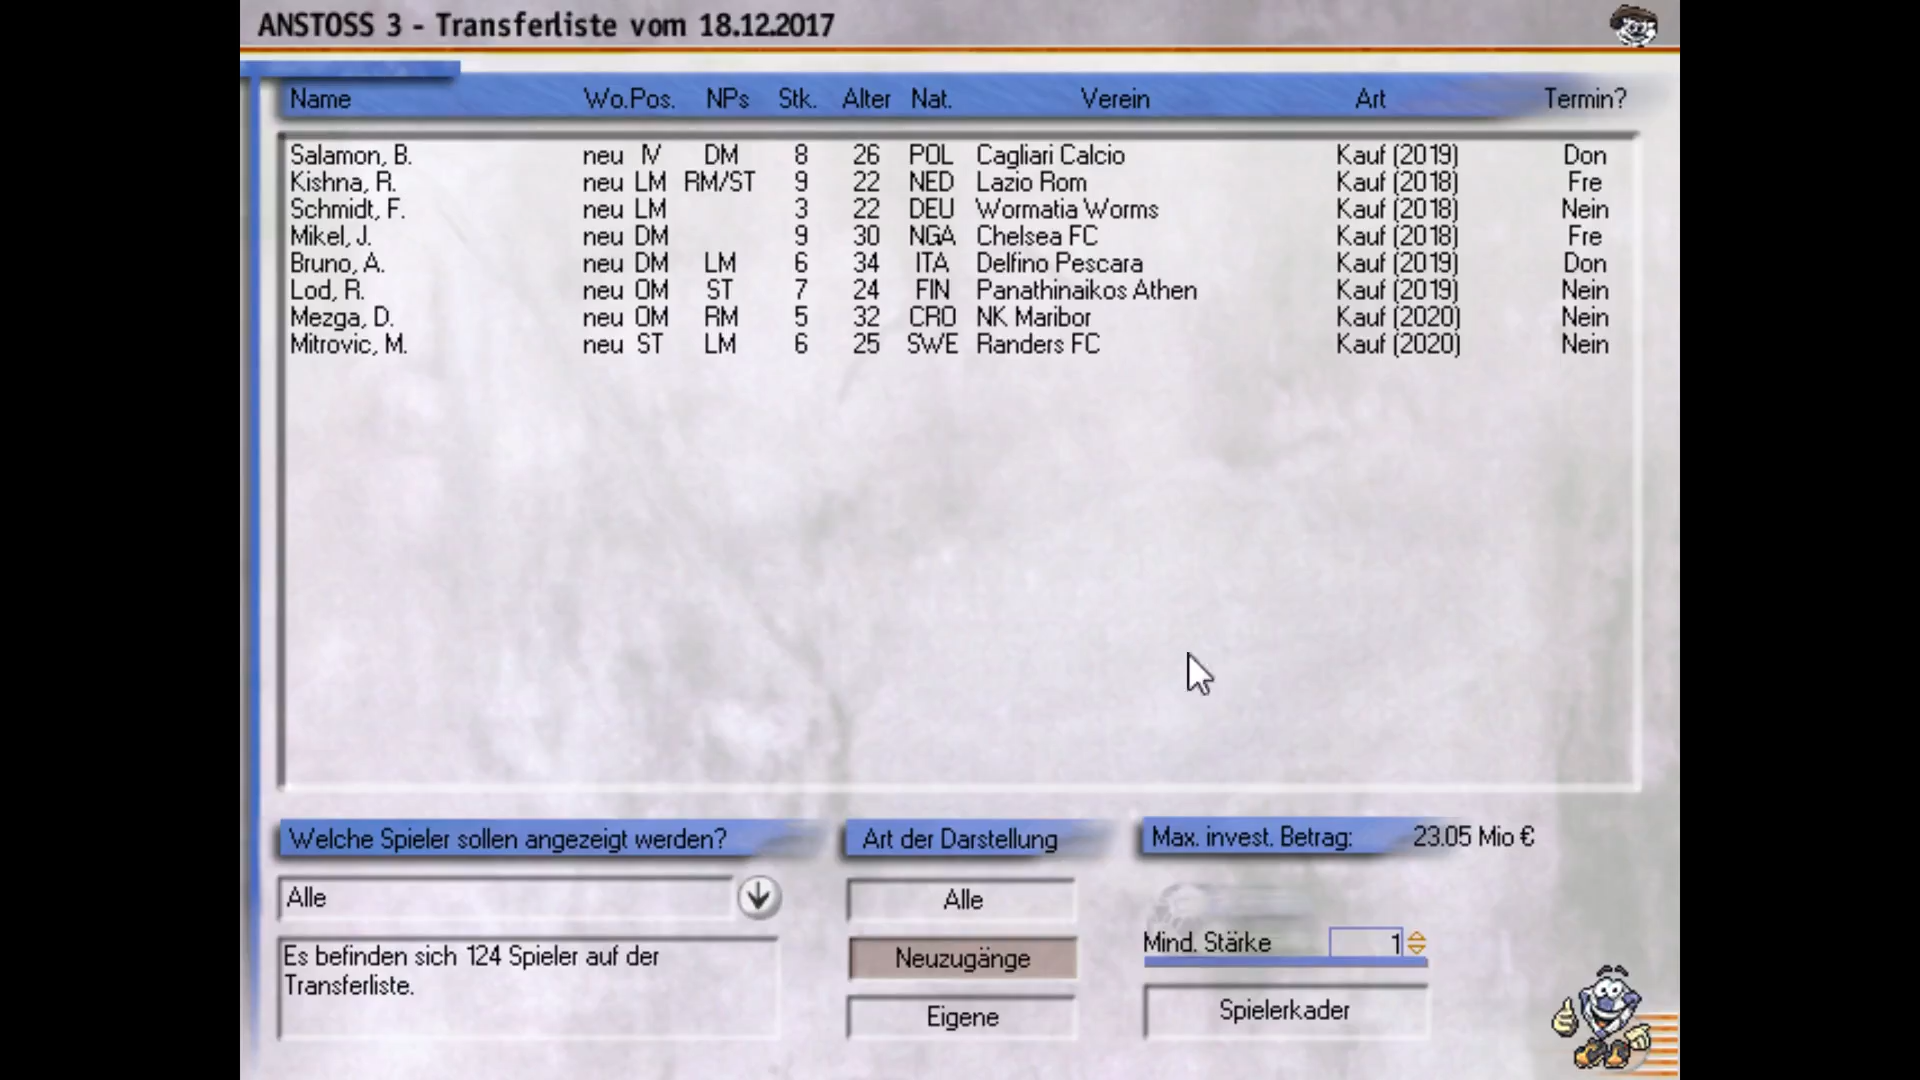 ANSTOSS 3 - Transferliste vom 18.12.2017
Name Wo. Pos. NPs Stk. Alter Nat. Verein Art Termin?
Salamon, B. neu IV DM 8 26 POL Cagliari Calcio Kauf (2019) Don
Kishna, R. neu LM RM/ST 9 22 NED Lazio Rom Kauf (2018) Fre
Schmidt, F. neu LM 3 22 DEU Wormatia Worms Kauf (2018) Nein
Mikel, J. neu DM 9 30 NGA Chelsea FC Kauf (2018) Fre
Bruno, A. neu DM LM 6 34 ITA Delfino Pescara Kauf (2019) Don
Lod, R. neu OM ST 7 24 FIN Panathinaikos Athen Kauf (2019) Nein
Mezga, D. neu OM RM 5 32 CRO NK Maribor Kauf (2020) Nein
Mitrovic, M. neu ST LM 6 25 SWE Randers FC Kauf (2020) Nein
Welche Spieler sollen angezeigt werden?
Alle
Es befinden sich 124 Spieler auf der
Transferliste.
Art der Darstellung
Alle
Neuzugänge
Eigene
Max. invest. Betrag: 23.05 Mio €
Mind. Stärke 1
Spielerkader